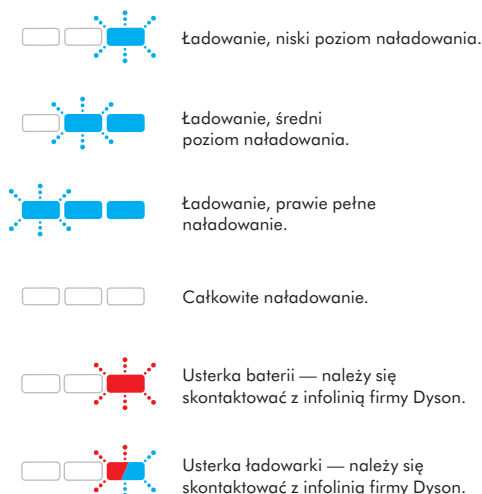 Ładowanie, niski poziom naładowania.
Ładowanie, średni
poziom naładowania.
Ładowanie, prawie pełne
naładowanie.
Całkowite naładowanie.
Usterka baterii — należy się
skontaktować z infolinią firmy Dyson.
Usterka ładowarki — należy się
skontaktować z infolinią firmy Dyson.